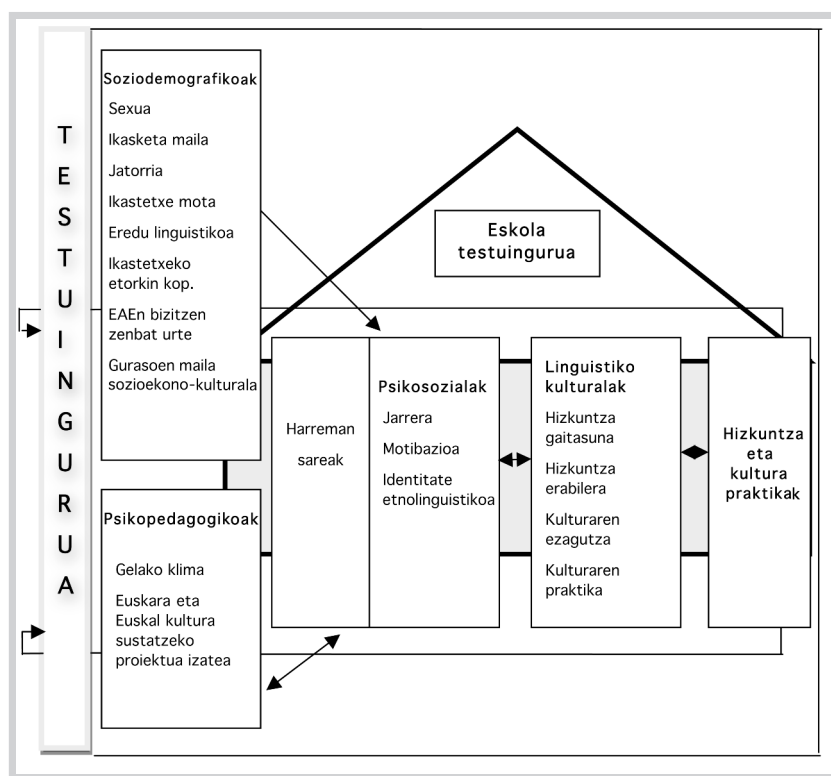 TESTUINGURUA
Soziodemografikoak
Sexua
Ikasketa maila
Jatorria
Ikastetxe mota
Eredu linguistikoa
Ikastetxeko
etorkin kop.
EAEn bizitzen
zenbat urte
Gurasoen maila
sozioekono-kulturala
Psikopedagogikoak
Gelako klima
Euskara eta
Euskal kultura
sustatzeko
proiektua izatea
Eskola
testuingurua
Harreman
sareak
Psikosozialak
Jarrera
Motibazioa
Identitate
etnolinguistikoa
Linguistiko
kulturalak
Hizkuntza
gaitasuna
Hizkuntza
erabilera
Kulturaren
ezagutza
Kulturaren
praktika
Hizkuntza
eta
kultura
praktikak